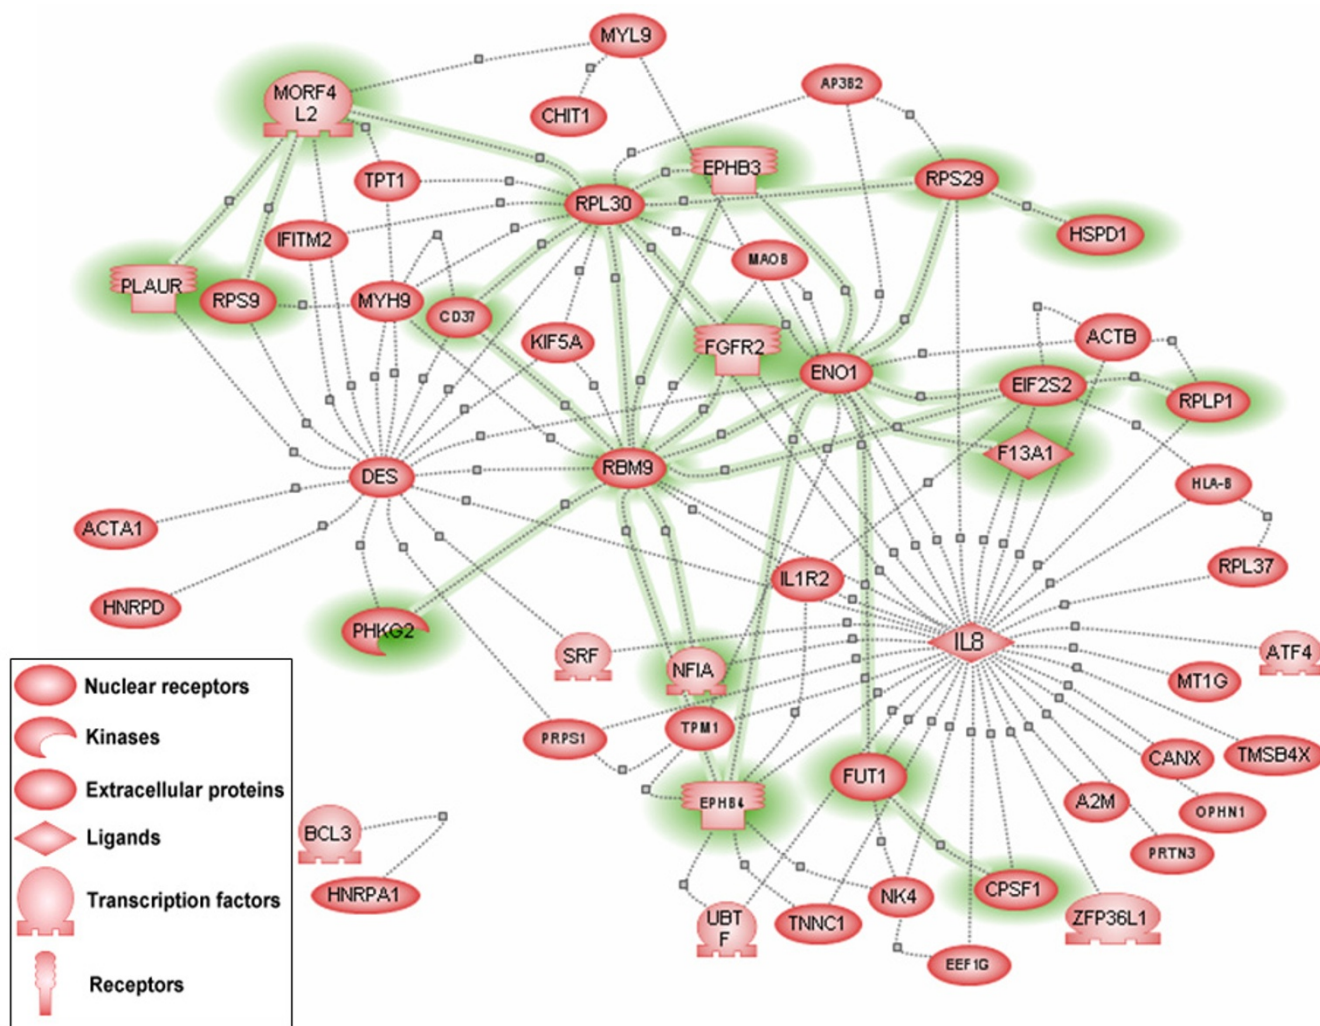 MYL9
AP3B2
MORF4
L2
CHIT1
EPHB3
TPT1
RPS29
RPL30
IFITM2
HSPD1
MAOB
PLAUR
RPS9
MYH9
CD37
KIF5A
FGFR2
ENO1
ACTB
EIF2S2
RPLP1
F13A1
DES
RBM9
HLA-B
ACTA1
RPL37
IL1R2
HNRPD
PHKG2
IL8
SRF
NFIA
ATF4
MT1G
PRPS1
TPM1
CANX
TMSB4X
FUT1
EPHB4
A2M
OPHN1
BCL3
PRTN3
HNRPA1
NK4
CPSF1
UBT
F
TNNC1
ZFP36L1
EEF1G
Nuclear receptors
Kinases
Extracellular proteins
Ligands
Transcription factors
Receptors